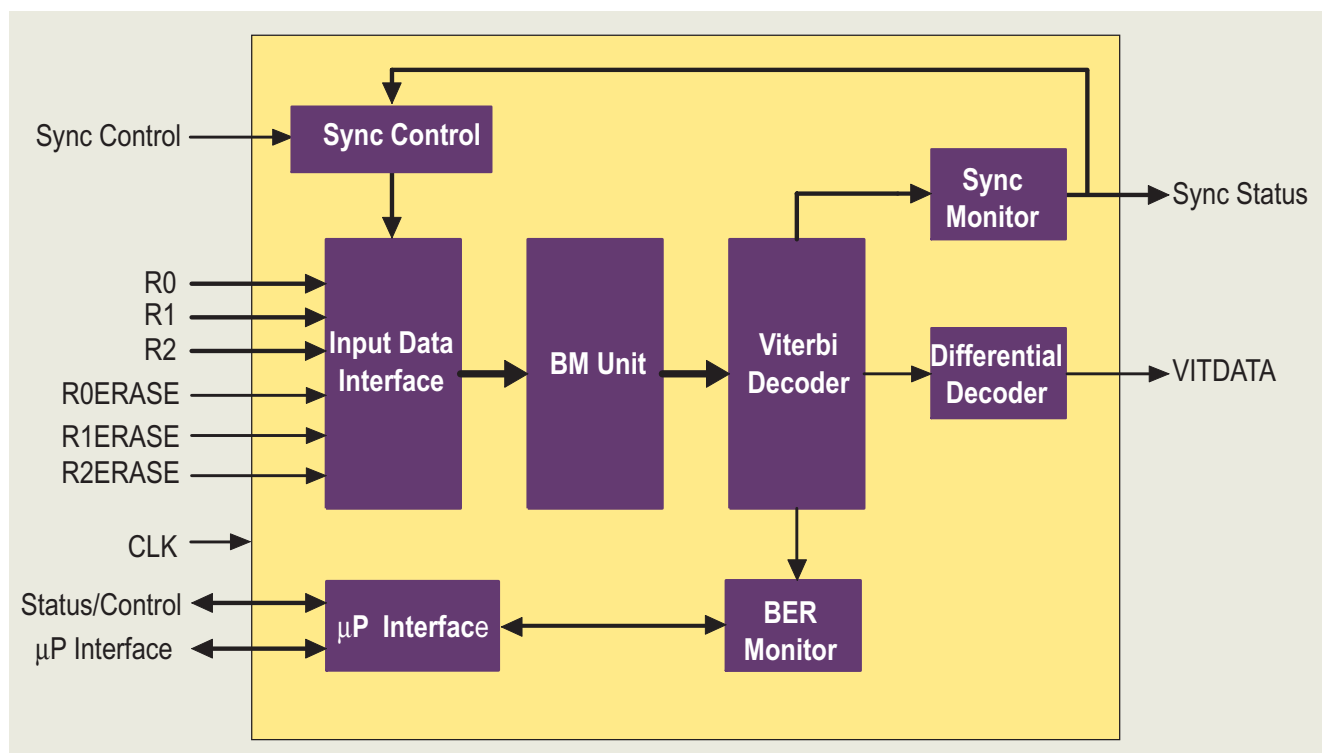 Sync Control
Sync Control
Sync
Monitor
Sync Status
R0
R1
R2
R0ERASE
R1ERASE
R2ERASE
Input Data
Interface
BM Unit
Viterbi
Decoder
Differential
Decoder
VITDATA
CLK
Status/Control
µP Interface
µP Interface
BER
Monitor